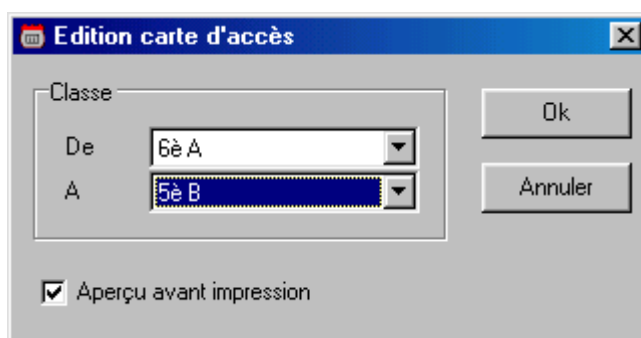 Edition carte d'accès
Classe
De 6è A
A 5è B
Ok
Annuler
Aperçu avant impression